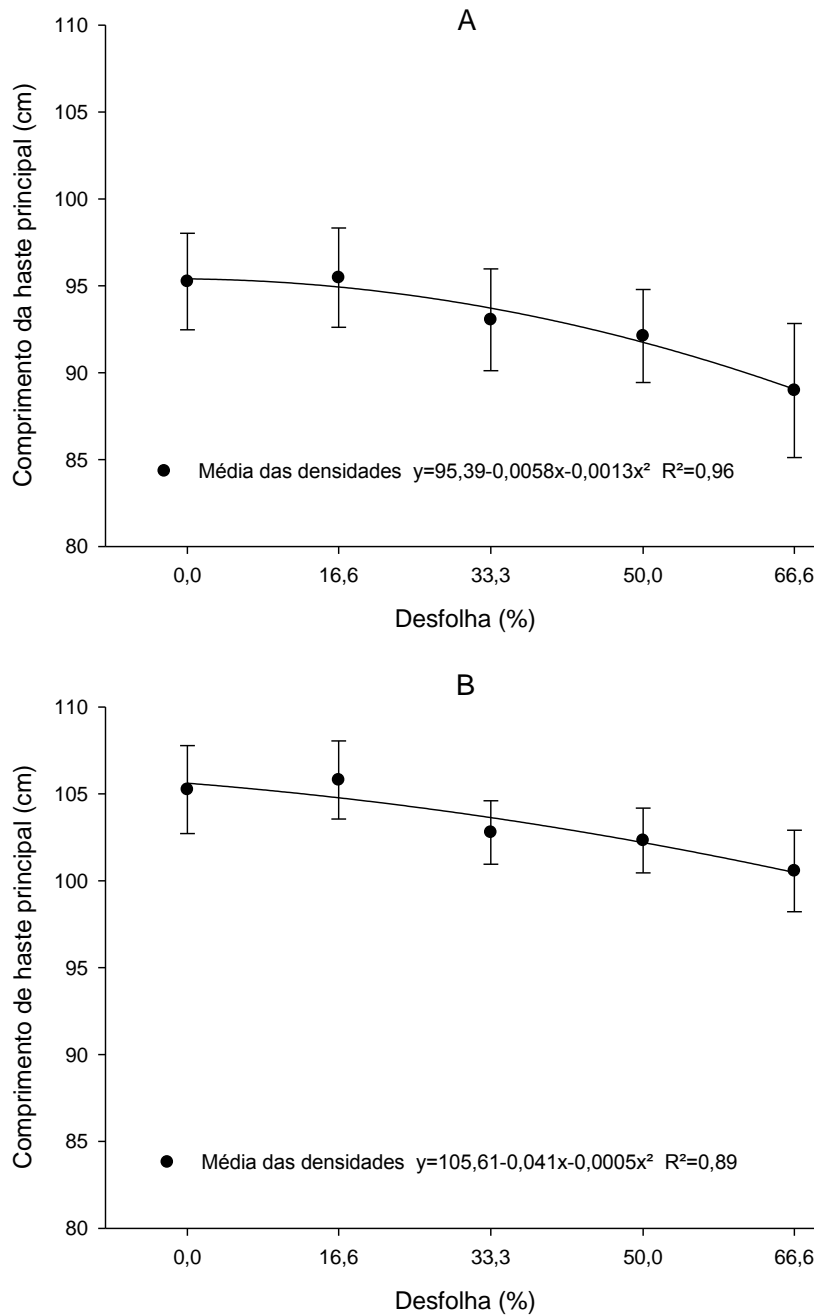 A
Comprimento da haste principal (cm)
110
105
100
95
90
85
80
Média das densidades y=95,39-0,0058x-0,0013x² R²=0,96
0,0 16,6 33,3 50,0 66,6
Desfolha (%)
B
Comprimento de haste principal (cm)
110
105
100
95
90
85
80
Média das densidades y=105,61-0,041x-0,0005x² R²=0,89
0,0 16,6 33,3 50,0 66,6
Desfolha (%)